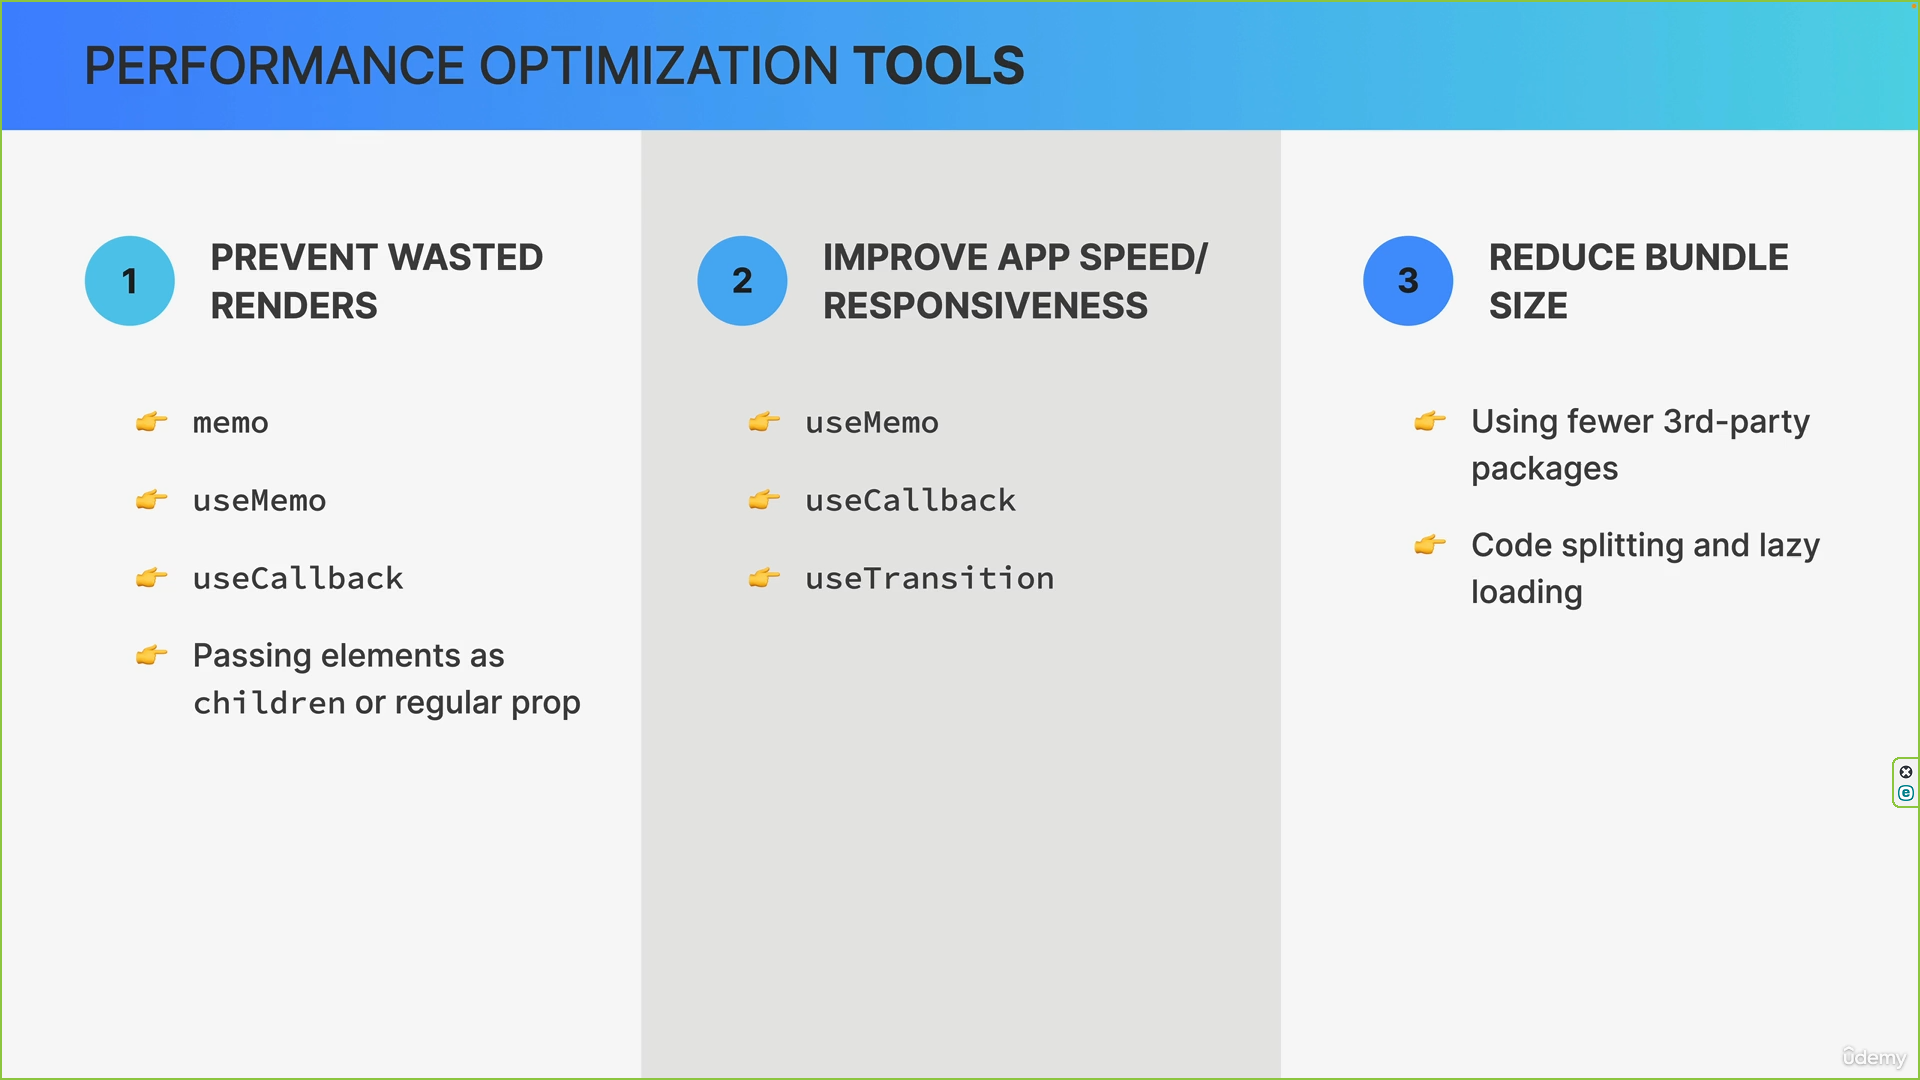 PERFORMANCE OPTIMIZATION TOOLS
1
PREVENT WASTED
RENDERS
👉 memo
👉 useMemo
👉 useCallback
👉 Passing elements as
children or regular prop
2
IMPROVE APP SPEED/
RESPONSIVENESS
👉 useMemo
👉 useCallback
👉 useTransition
3
REDUCE BUNDLE
SIZE
👉 Using fewer 3rd-party
packages
👉 Code splitting and lazy
loading
e
ûdemy